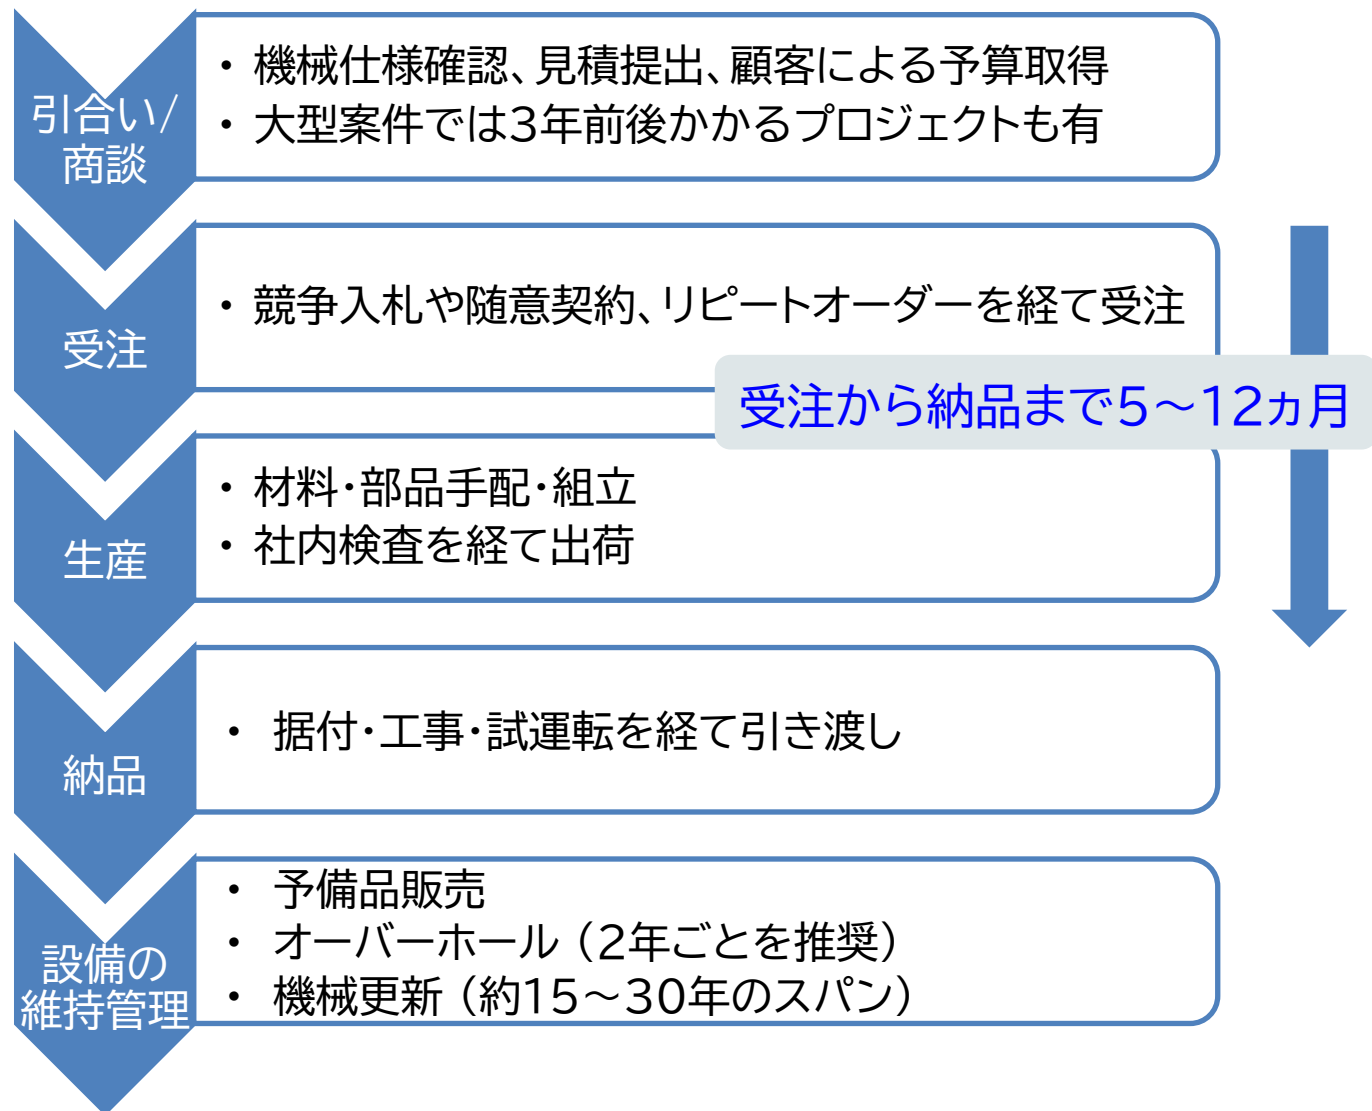 引合い/
商談
・機械仕様確認、見積提出、顧客による予算取得
・大型案件では3年前後かかるプロジェクトも有
受注
・競争入札や随意契約、リピートオーダーを経て受注
受注から納品まで5～12ヵ月
生産
・材料・部品手配・組立
・社内検査を経て出荷
納品
・据付・工事・試運転を経て引き渡し
設備の
維持管理
・予備品販売
・オーバーホール（2年ごとを推奨）
・機械更新（約15～30年のスパン）